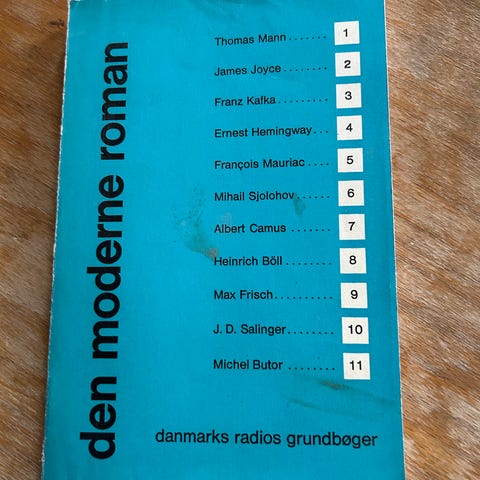 den moderne roman
Thomas Mann ....... 1
James Joyce ........ 2
Franz Kafka ......... 3
Ernest Hemingway ... 4
François Mauriac .... 5
Mihail Sjolohov ...... 6
Albert Camus ....... 7
Heinrich Böll ........ 8
Max Frisch .......... 9
J. D. Salinger ........ 10
Michel Butor ........ 11
danmarks radios grundbøger